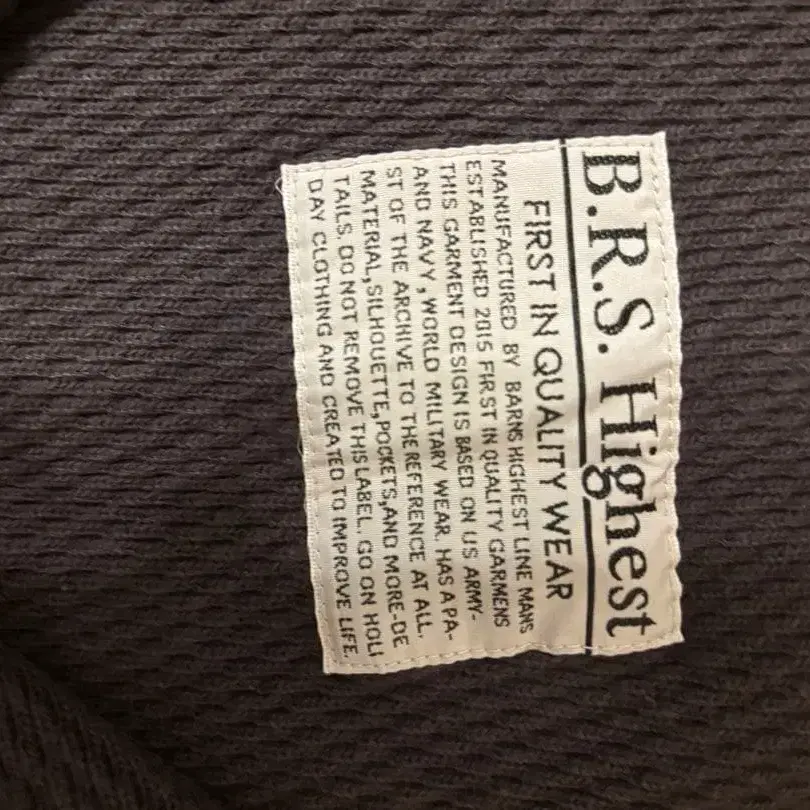 B.R.S. Highest
FIRST IN QUALITY WEAR
MANUFACTURED BY BARNS HIGHEST LINE MANS
ESTABLISHED 2015 FIRST IN QUALITY GARMENS
THIS GARMENT DESIGN IS BASED ON US ARMY-
AND NAVY, WORLD MILITARY WEAR. HAS A PA-
ST OF THE ARCHIVE TO THE REFERENCE AT ALL.
MATERIAL,SILHOUETTE,POCKETS,AND MORE-DE
TAILS. DO NOT REMOVE THIS LABEL. GO ON HOLI
DAY CLOTHING AND CREATED TO IMPROVE LIFE.